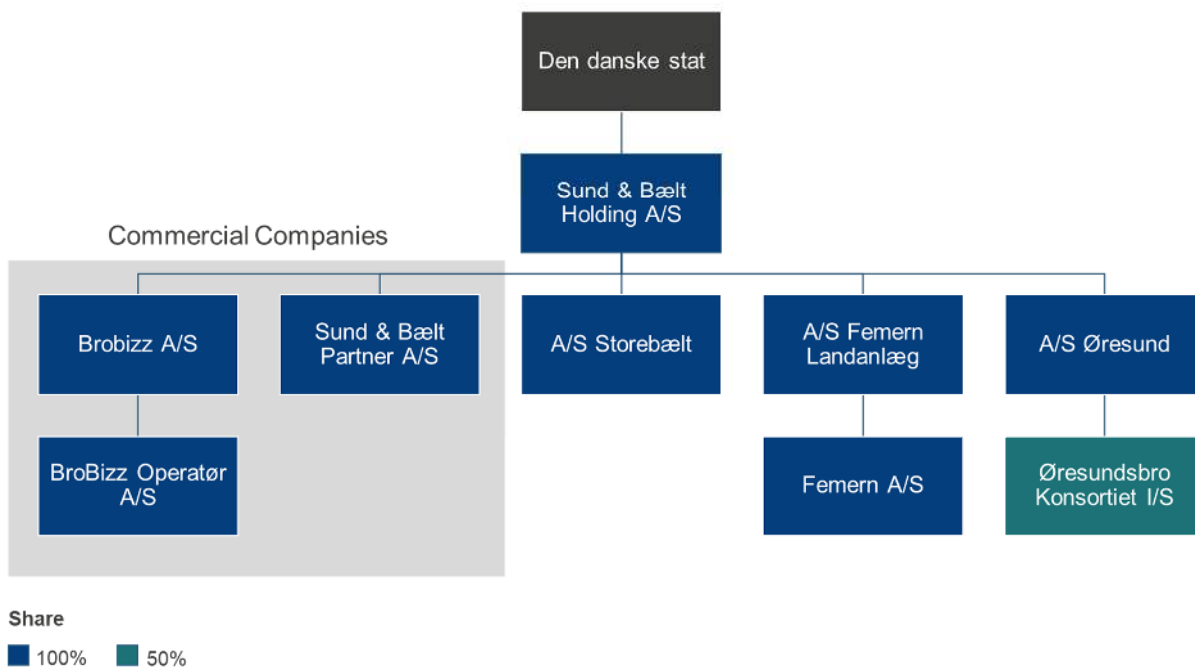 Den danske stat
Sund & Bælt
Holding A/S
Commercial Companies
Brobizz A/S
Sund & Bælt
Partner A/S
A/S Storebælt
A/S Femern
Landanlæg
A/S Øresund
BroBizz Operatør
A/S
Femern A/S
Øresundsbro
Konsortiet I/S
Share
100%
50%